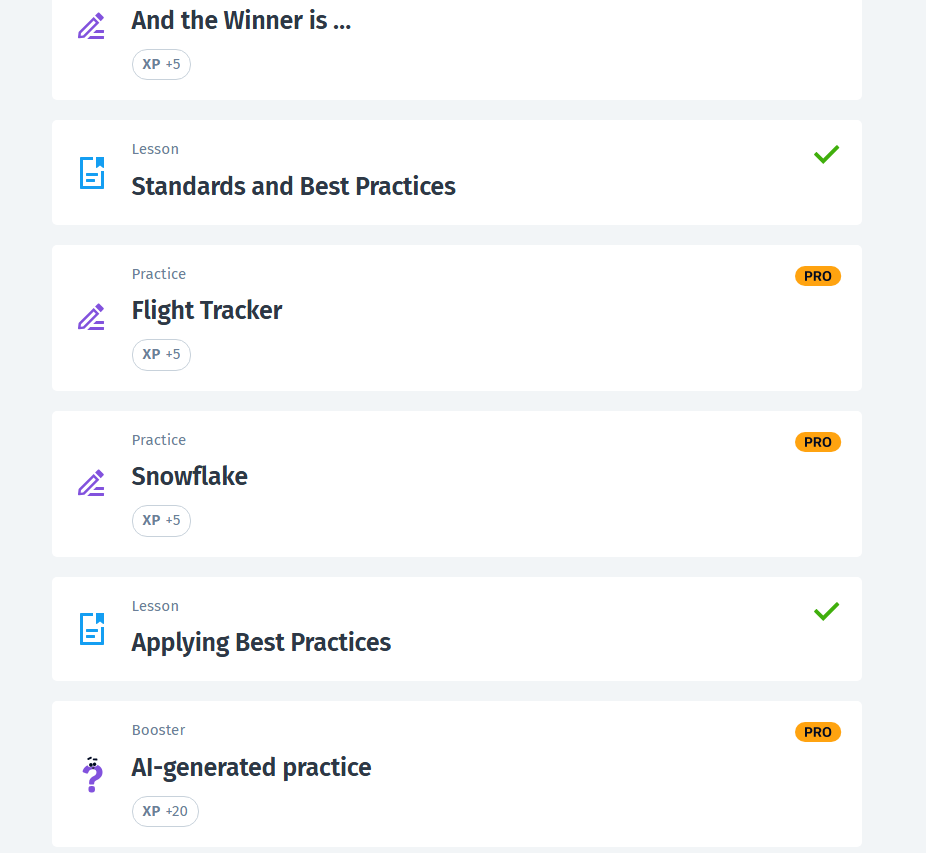 And the Winner is ...
XP +5
Lesson
Standards and Best Practices
Practice
PRO
Flight Tracker
XP +5
Practice
PRO
Snowflake
XP +5
Lesson
Applying Best Practices
Booster
PRO
AI-generated practice
XP +20